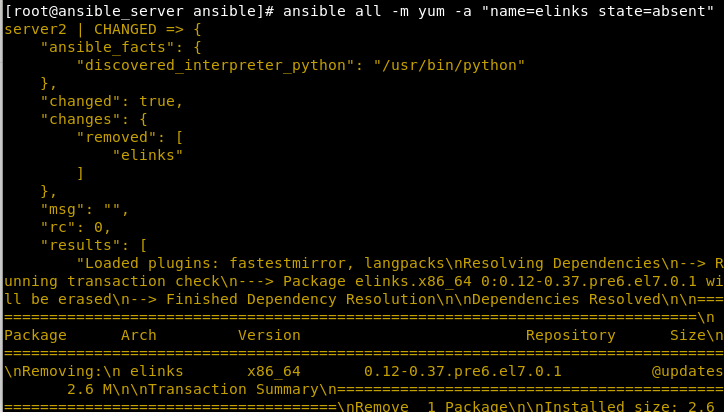 [root@ansible_server ansible]# ansible all -m yum -a "name=elinks state=absent"
server2 | CHANGED => {
    "ansible_facts": {
        "discovered_interpreter_python": "/usr/bin/python"
    },
    "changed": true,
    "changes": {
        "removed": [
            "elinks"
        ]
    },
    "msg": "",
    "rc": 0,
    "results": [
        "Loaded plugins: fastestmirror, langpacks\nResolving Dependencies\n--> R
unning transaction check\n---> Package elinks.x86_64 0:0.12-0.37.pre6.el7.0.1 wi
ll be erased\n--> Finished Dependency Resolution\n\nDependencies Resolved\n\n===
=============================================================================\n 
Package      Arch         Version                         Repository      Size\n
================================================================================
\nRemoving:\n elinks       x86_64       0.12-0.37.pre6.el7.0.1          @updates
       2.6 M\n\nTransaction Summary\n===========================================
=====================================\nRemove  1 Package\n\nInstalled size: 2.6